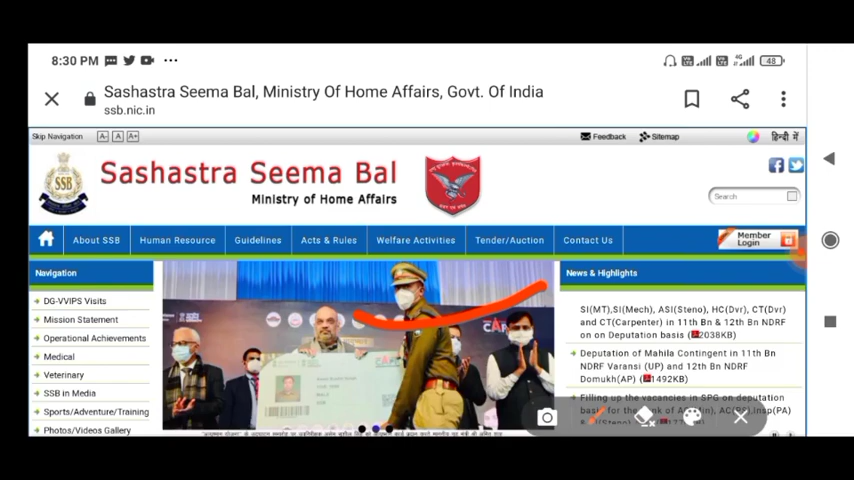 8:30 PM
48
Sashastra Seema Bal, Ministry Of Home Affairs, Govt. Of India
ssb.nic.in
Skip Navigation A- A A+ Feedback Sitemap हिन्दी में
SSB
Sashastra Seema Bal
Ministry of Home Affairs
Search
About SSB Human Resource Guidelines Acts & Rules Welfare Activities Tender/Auction Contact Us
Member
Login
Navigation
DG-VVIPS Visits
Mission Statement
Operational Achievements
Medical
Veterinary
SSB in Media
Sports/Adventure/Training
Photos/Videos Gallery
News & Highlights
SI(MT),SI(Mech), ASI(Steno), HC(Dvr), CT(Dvr)
and CT(Carpenter) in 11th Bn & 12th Bn NDRF
on on Deputation basis (2038KB)
Deputation of Mahila Contingent in 11th Bn
NDRF Varansi (UP) and 12th Bn NDRF
Domukh(AP) (1492KB)
Filling up the vacancies in SPG on deputation